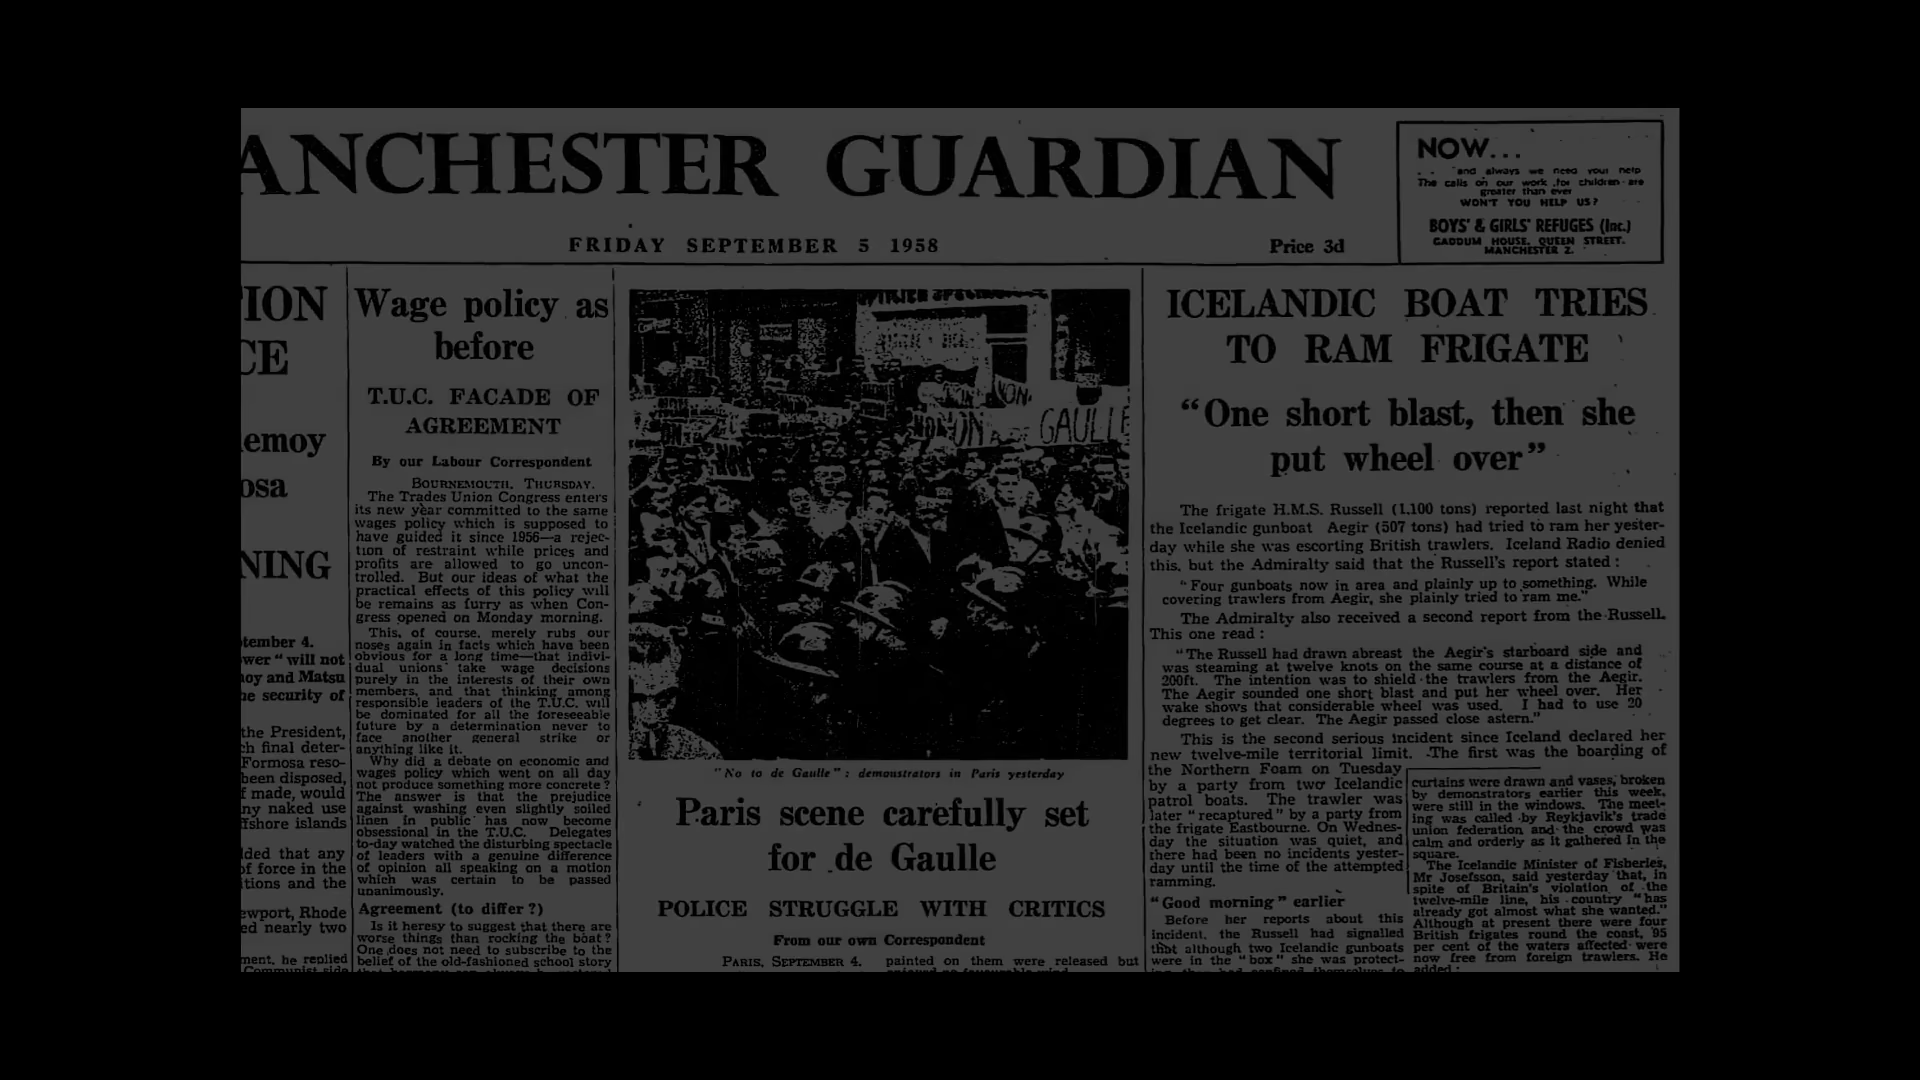 ANCHESTER GUARDIAN
FRIDAY SEPTEMBER 5 1958
Price 3d
NOW...
and always we need your help
The calls on our work for children are
greater than ever
WON'T YOU HELP US?
BOYS' & GIRLS' REFUGES (Inc.)
GADDUM HOUSE, QUEEN STREET.
MANCHESTER 2.
TION
CE
emoy
osa
NING
tember 4.
wer" will not
oy and Matsu
he security of
the President,
ch final deter-
Formosa reso-
been disposed,
f made, would
ny naked use
ffshore islands
ded that any
of force in the
itions and the
ewport, Rhode
ed nearly two
ment, he replied
Communist side
Wage policy as
before
T.U.C. FACADE OF
AGREEMENT
By our Labour Correspondent
BOURNEMOUTH, THURSDAY.
The Trades Union Congress enters
its new year committed to the same
wages policy which is supposed to
have guided it since 1956—a rejec-
tion of restraint while prices and
profits are allowed to go uncon-
trolled. But our ideas of what the
practical effects of this policy will
be remains as furry as when Con-
gress opened on Monday morning.
This, of course, merely rubs our
noses again in facts which have been
obvious for a long time—that indivi-
dual unions take wage decisions
purely in the interests of their own
members, and that thinking among
responsible leaders of the T.U.C. will
be dominated for all the foreseeable
future by a determination never to
face another general strike or
anything like it.
Why did a debate on economic and
wages policy which went on all day
not produce something more concrete?
The answer is that the prejudice
against washing even slightly soiled
linen in public has now become
obsessional in the T.U.C. Delegates
to-day watched the disturbing spectacle
of leaders with a genuine difference
of opinion all speaking on a motion
which was certain to be passed
unanimously.
Agreement (to differ?)
Is it heresy to suggest that there are
worse things than rocking the boat?
One does not need to subscribe to the
belief of the old-fashioned school story
NON
GAULLE
"No to de Gaulle": demonstrators in Paris yesterday
Paris scene carefully set
for de Gaulle
POLICE STRUGGLE WITH CRITICS
From our own Correspondent
PARIS, SEPTEMBER 4.
painted on them were released but
ICELANDIC BOAT TRIES
TO RAM FRIGATE
"One short blast, then she
put wheel over"
The frigate H.M.S. Russell (1,100 tons) reported last night that
the Icelandic gunboat Aegir (507 tons) had tried to ram her yester-
day while she was escorting British trawlers. Iceland Radio denied
this, but the Admiralty said that the Russell's report stated:
"Four gunboats now in area and plainly up to something. While
covering trawlers from Aegir, she plainly tried to ram me."
The Admiralty also received a second report from the Russell.
This one read:
"The Russell had drawn abreast the Aegir's starboard side and
was steaming at twelve knots on the same course at a distance of
200ft. The intention was to shield the trawlers from the Aegir.
The Aegir sounded one short blast and put her wheel over. Her
wake shows that considerable wheel was used. I had to use 20
degrees to get clear. The Aegir passed close astern."
This is the second serious incident since Iceland declared her
new twelve-mile territorial limit. The first was the boarding of
the Northern Foam on Tuesday
by a party from two Icelandic
patrol boats. The trawler was
later "recaptured" by a party from
the frigate Eastbourne. On Wednes-
day the situation was quiet, and
there had been no incidents yester-
day until the time of the attempted
ramming.
"Good morning" earlier
Before her reports about this
incident, the Russell had signalled
that although two Icelandic gunboats
were in the "box" she was protect-
curtains were drawn and vases, broken
by demonstrators earlier this week,
were still in the windows. The meet-
ing was called by Reykjavik's trade
union federation and the crowd was
calm and orderly as it gathered in the
square.
The Icelandic Minister of Fisheries,
Mr Josefsson, said yesterday that, in
spite of Britain's violation of the
twelve-mile line, his country "has
already got almost what she wanted."
Although at present there were four
British frigates round the coast, 95
per cent of the waters affected were
now free from foreign trawlers. He
added: